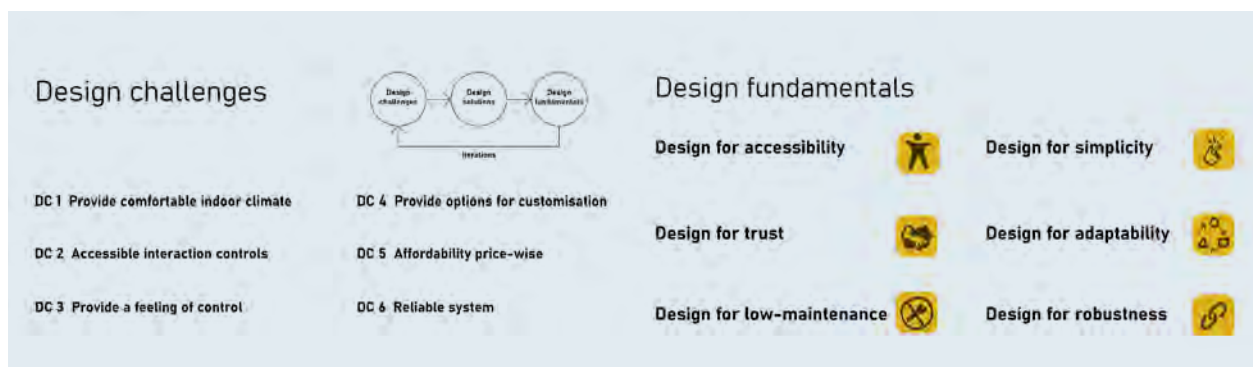 Design challenges
Design
challenges
Design
solutions
Design
fundamentals
Iterations
DC 1 Provide comfortable indoor climate
DC 2 Accessible interaction controls
DC 3 Provide a feeling of control
DC 4 Provide options for customisation
DC 5 Affordability price-wise
DC 6 Reliable system
Design fundamentals
Design for accessibility
Design for simplicity
Design for trust
Design for adaptability
Design for low-maintenance
Design for robustness